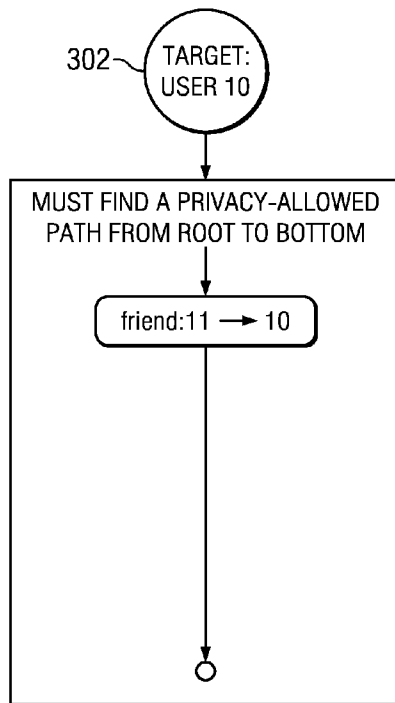 302
TARGET:
USER 10
MUST FIND A PRIVACY-ALLOWED
PATH FROM ROOT TO BOTTOM
friend:11 → 10